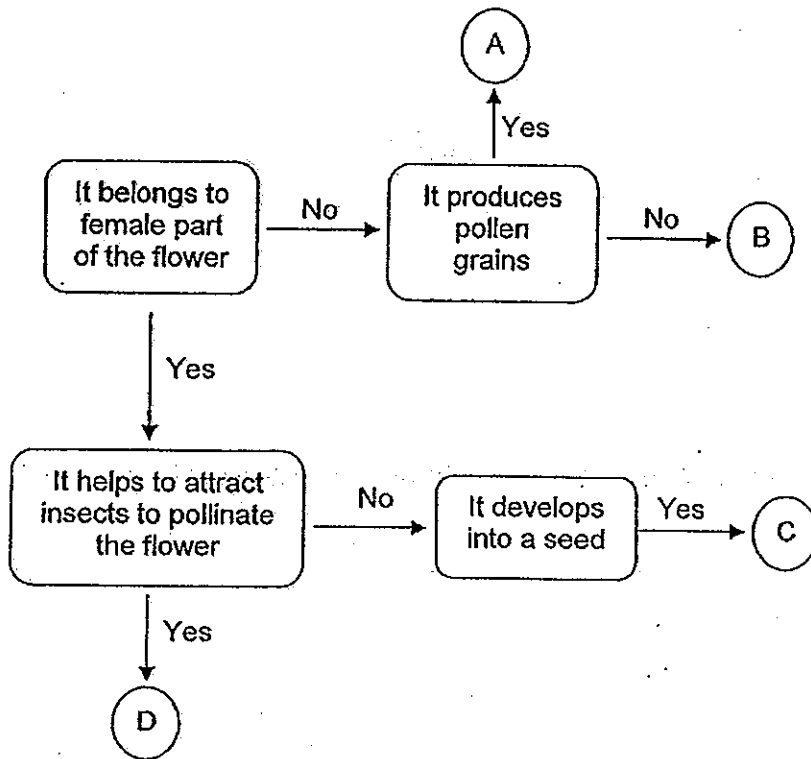 A
Yes
It belongs to
female part
of the flower
No
It produces
pollen
grains
No
B
Yes
It helps to attract
insects to pollinate
the flower
No
It develops
into a seed
Yes
C
Yes
D